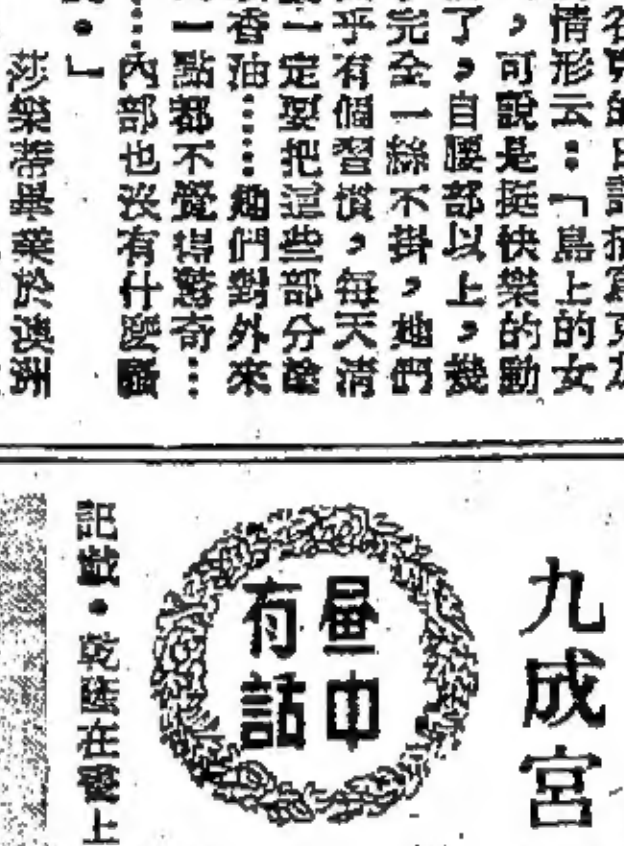 情形云：「島上的女
，可說是挺快樂的動
了，自腰部以上，幾
完全一絲不掛，她們
乎有個習慣，每天清
一定要把這些部分塗
香油……她們對外來
一點都不覺得驚奇…
…內部也沒有什麼騷
。」
莎樂蒂畢業於澳洲
九成宮
畫中
有話
記載。乾隆在愛上